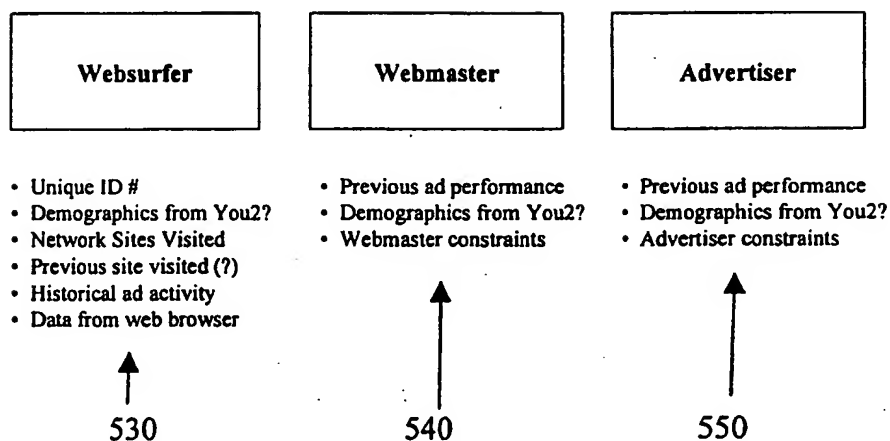 Websurfer
Webmaster
Advertiser
• Unique ID #
• Demographics from You2?
• Network Sites Visited
• Previous site visited (?)
• Historical ad activity
• Data from web browser
• Previous ad performance
• Demographics from You2?
• Webmaster constraints
• Previous ad performance
• Demographics from You2?
• Advertiser constraints
530
540
550